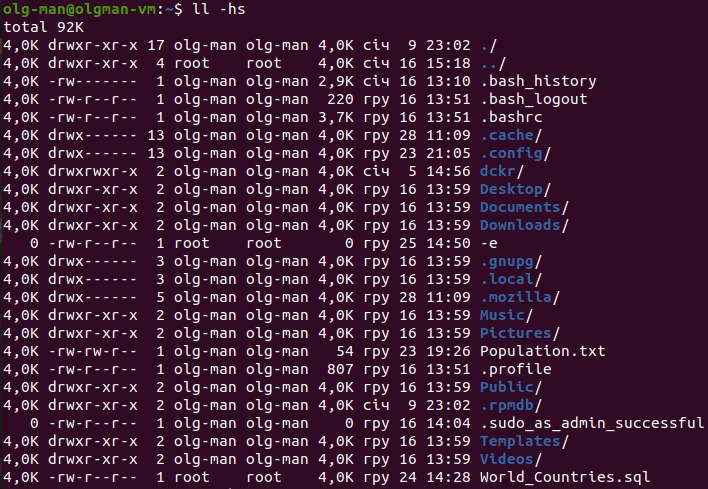 olg-man@olgman-vm:~$ ll -hs
total 92K
4,0K drwxr-xr-x 17 olg-man olg-man 4,0K січ  9 23:02 ./
4,0K drwxr-xr-x  4 root    root    4,0K січ 16 15:18 ../
4,0K -rw-------  1 olg-man olg-man 2,9K січ 16 13:10 .bash_history
4,0K -rw-r--r--  1 olg-man olg-man  220 гру 16 13:51 .bash_logout
4,0K -rw-r--r--  1 olg-man olg-man 3,7K гру 16 13:51 .bashrc
4,0K drwx------ 13 olg-man olg-man 4,0K гру 28 11:09 .cache/
4,0K drwx------ 13 olg-man olg-man 4,0K гру 23 21:05 .config/
4,0K drwxrwxr-x  2 olg-man olg-man 4,0K січ  5 14:56 dckr/
4,0K drwxr-xr-x  2 olg-man olg-man 4,0K гру 16 13:59 Desktop/
4,0K drwxr-xr-x  2 olg-man olg-man 4,0K гру 16 13:59 Documents/
4,0K drwxr-xr-x  2 olg-man olg-man 4,0K гру 16 13:59 Downloads/
   0 -rw-r--r--  1 root    root       0 гру 25 14:50 -e
4,0K drwx------  3 olg-man olg-man 4,0K гру 16 13:59 .gnupg/
4,0K drwx------  3 olg-man olg-man 4,0K гру 16 13:59 .local/
4,0K drwx------  5 olg-man olg-man 4,0K гру 28 11:09 .mozilla/
4,0K drwxr-xr-x  2 olg-man olg-man 4,0K гру 16 13:59 Music/
4,0K drwxr-xr-x  2 olg-man olg-man 4,0K гру 16 13:59 Pictures/
4,0K -rw-rw-r--  1 olg-man olg-man   54 гру 23 19:26 Population.txt
4,0K -rw-r--r--  1 olg-man olg-man  807 гру 16 13:51 .profile
4,0K drwxr-xr-x  2 olg-man olg-man 4,0K гру 16 13:59 Public/
4,0K drwxr-xr-x  2 olg-man olg-man 4,0K січ  9 23:02 .rpmdb/
   0 -rw-r--r--  1 olg-man olg-man    0 гру 16 14:04 .sudo_as_admin_successful
4,0K drwxr-xr-x  2 olg-man olg-man 4,0K гру 16 13:59 Templates/
4,0K drwxr-xr-x  2 olg-man olg-man 4,0K гру 16 13:59 Videos/
4,0K -rw-r--r--  1 root    root    4,0K гру 24 14:28 World_Countries.sql